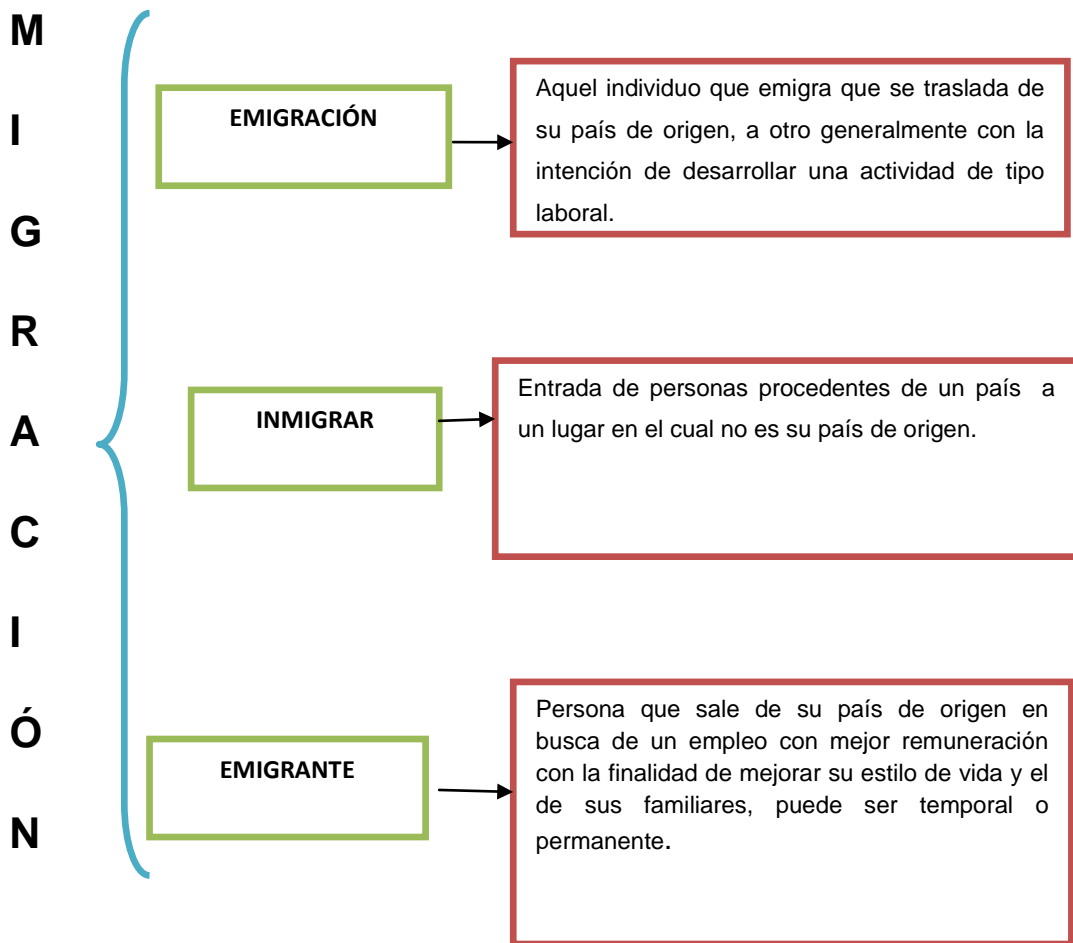 MIGRACIÓN
EMIGRACIÓN
Aquel individuo que emigra que se traslada de
su país de origen, a otro generalmente con la
intención de desarrollar una actividad de tipo
laboral.
INMIGRAR
Entrada de personas procedentes de un país a
un lugar en el cual no es su país de origen.
EMIGRANTE
Persona que sale de su país de origen en
busca de un empleo con mejor remuneración
con la finalidad de mejorar su estilo de vida y el
de sus familiares, puede ser temporal o
permanente.